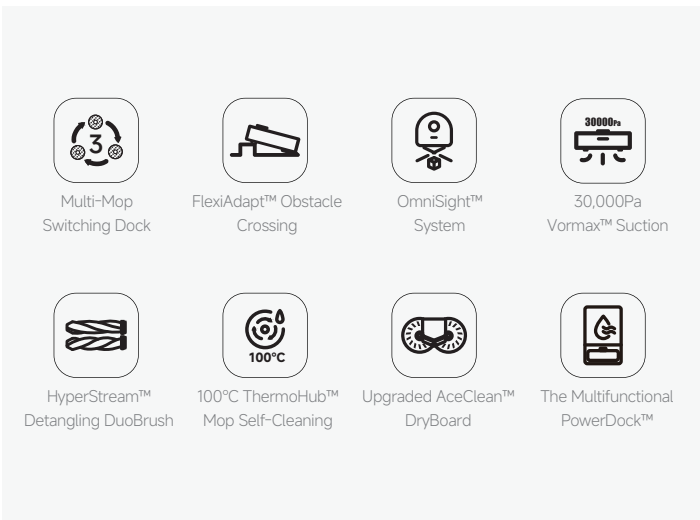 3
30000Pa
Multi-Mop
Switching Dock
FlexiAdapt™ Obstacle
Crossing
OmniSight™
System
30,000Pa
Vormax™ Suction
100°C
HyperStream™
Detangling DuoBrush
100°C ThermoHub™
Mop Self-Cleaning
Upgraded AceClean™
DryBoard
The Multifunctional
PowerDock™